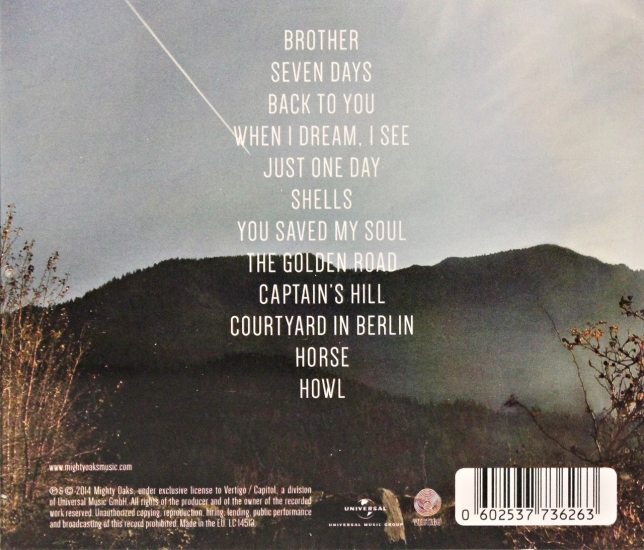 BROTHER
SEVEN DAYS
BACK TO YOU
WHEN I DREAM, I SEE
JUST ONE DAY
SHELLS
YOU SAVED MY SOUL
THE GOLDEN ROAD
CAPTAIN'S HILL
COURTYARD IN BERLIN
HORSE
HOWL
www.mightyoaksmusic.com
℗ & © 2014 Mighty Oaks, under exclusive license to Vertigo / Capitol, a division
of Universal Music GmbH. All rights of the producer and of the owner of the recorded
work reserved. Unauthorized copying, reproduction, hiring, lending, public performance
and broadcasting of this record prohibited. Made in the EU. LC 14513.
UNIVERSAL
UNIVERSAL MUSIC GROUP
0 602537 736263